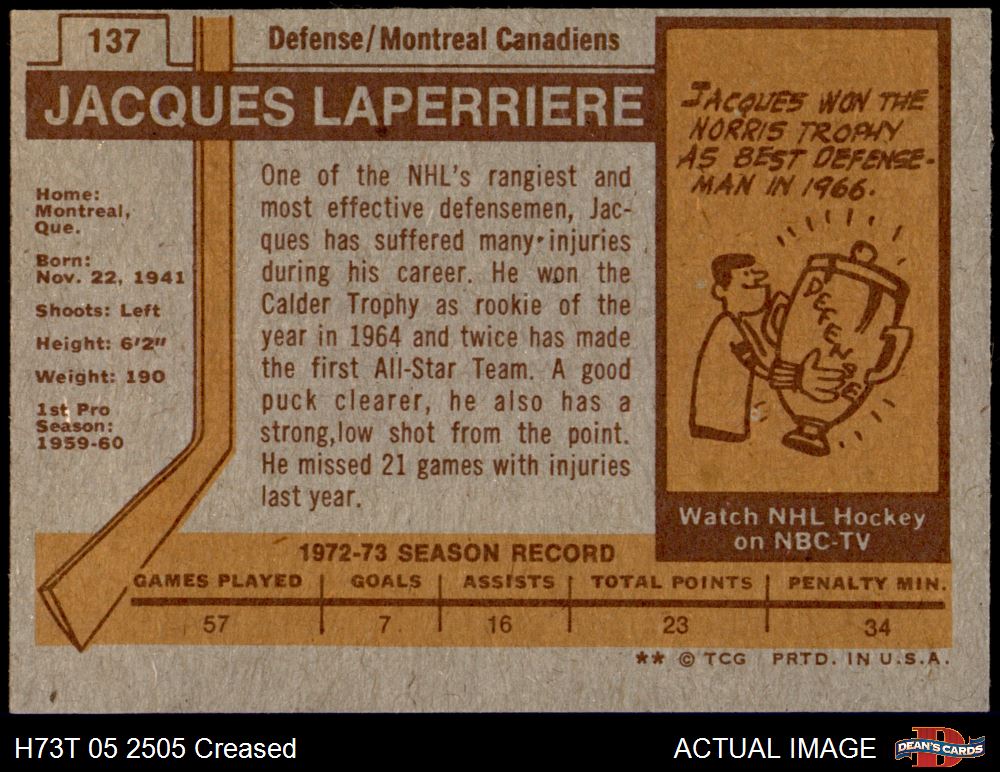 137
Defense/Montreal Canadiens
JACQUES LAPERRIERE
Home:
Montreal,
Que.
Born:
Nov. 22, 1941
Shoots: Left
Height: 6'2"
Weight: 190
1st Pro
Season:
1959-60
One of the NHL's rangiest and
most effective defensemen, Jac-
ques has suffered many injuries
during his career. He won the
Calder Trophy as rookie of the
year in 1964 and twice has made
the first All-Star Team. A good
puck clearer, he also has a
strong,low shot from the point.
He missed 21 games with injuries
last year.
JACQUES WON THE
NORRIS TROPHY
AS BEST DEFENSE-
MAN IN 1966.
DEFENSE
Watch NHL Hockey
on NBC-TV
1972-73 SEASON RECORD
GAMES PLAYED GOALS ASSISTS TOTAL POINTS PENALTY MIN.
57 7 16 23 34
** © TCG PRTD. IN U.S.A.
H73T 05 2505 Creased
ACTUAL IMAGE
D
DEAN'S CARDS